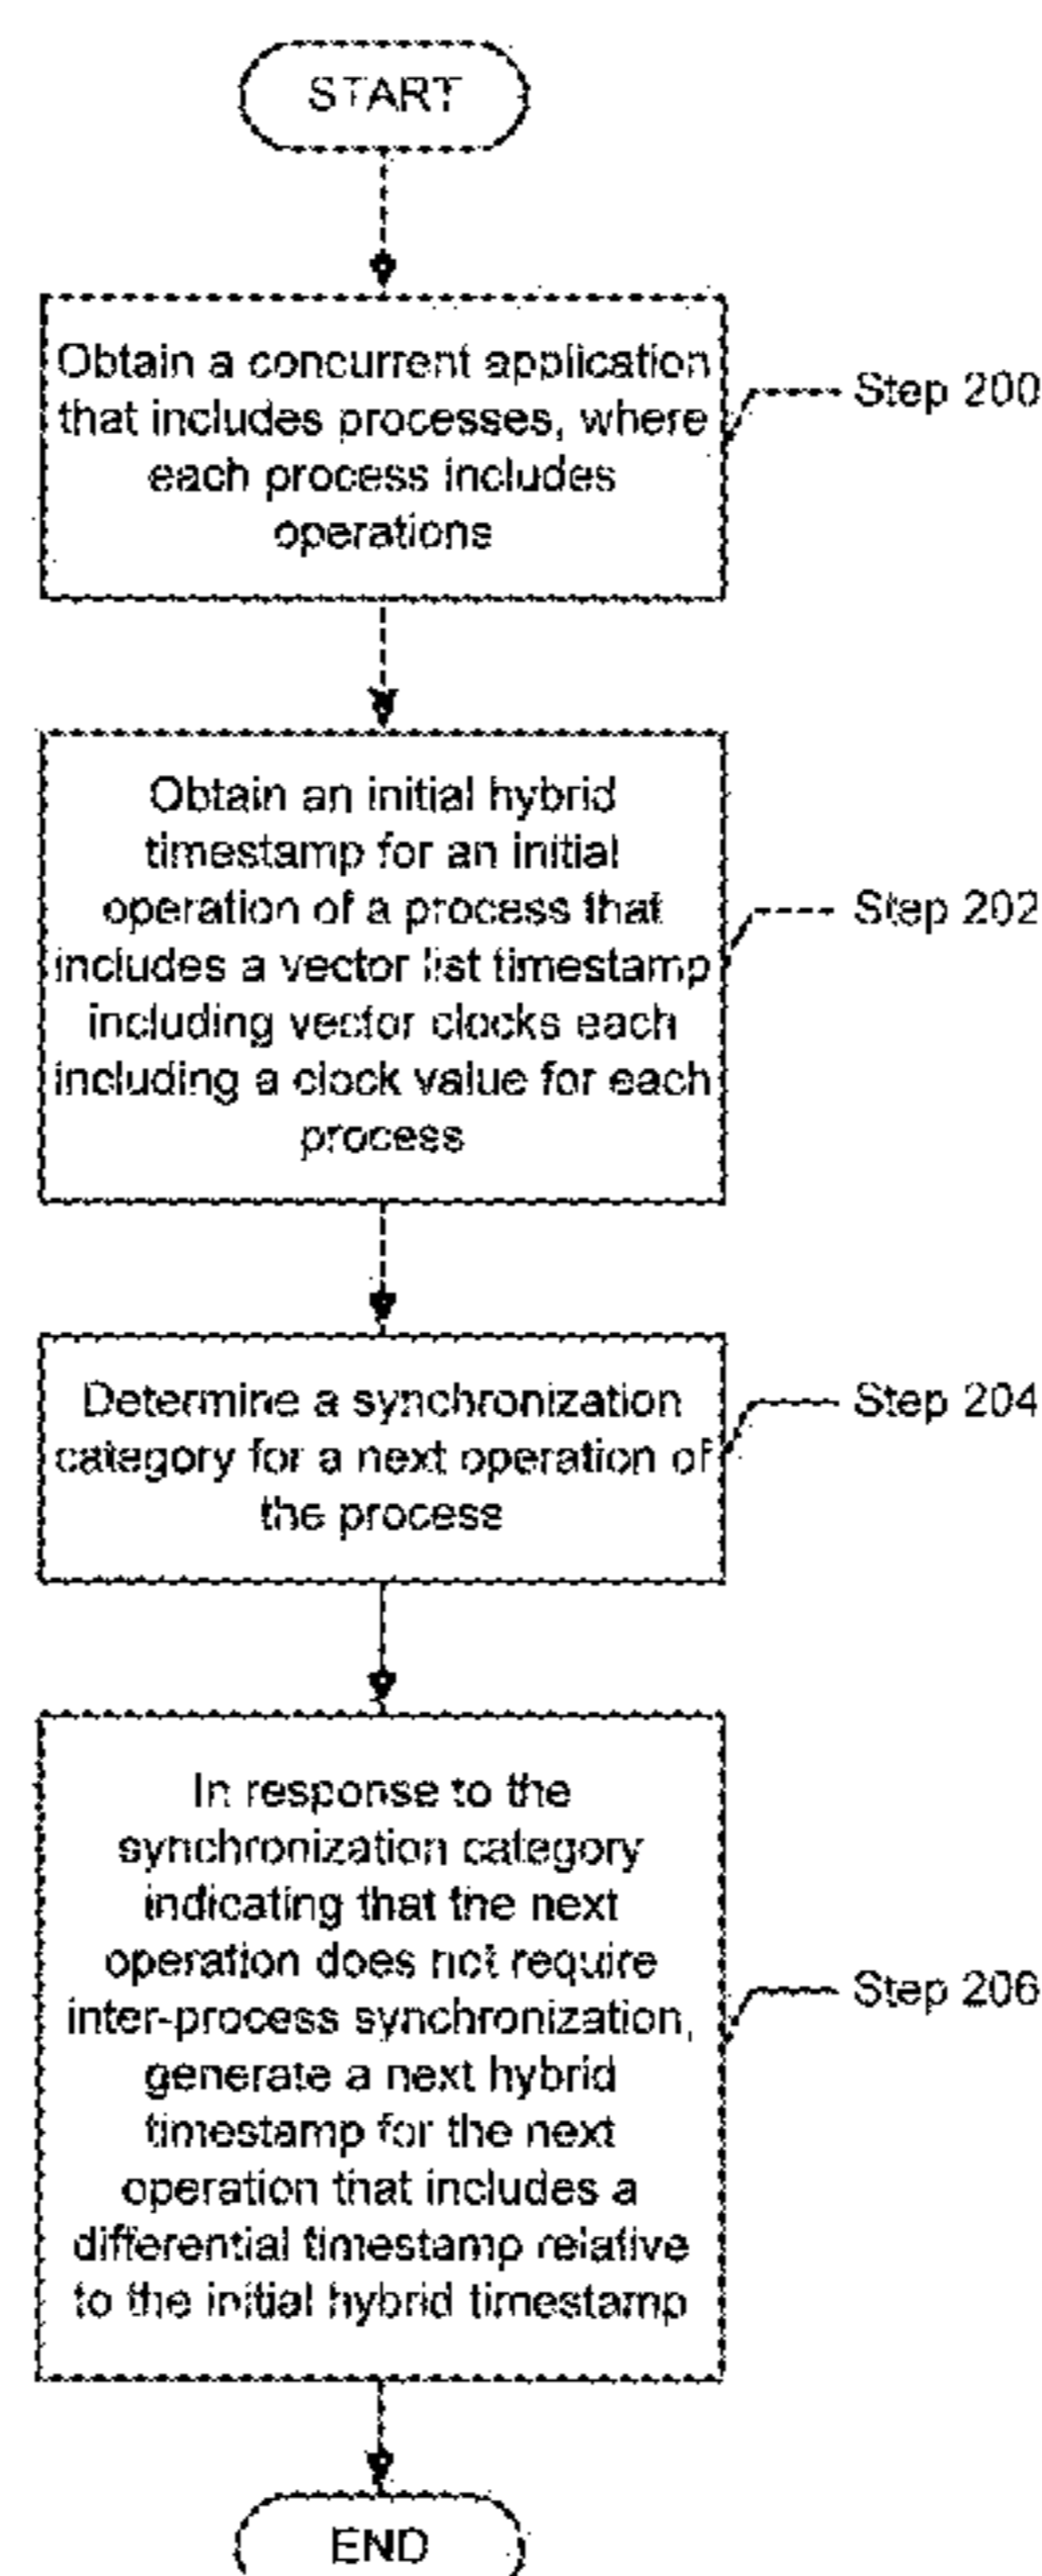 START
Obtain a concurrent application
that includes processes, where
each process includes
operations
Step 200
Obtain an initial hybrid
timestamp for an initial
operation of a process that
includes a vector list timestamp
including vector clocks each
including a clock value for each
process
Step 202
Determine a synchronization
category for a next operation of
the process
Step 204
In response to the
synchronization category
indicating that the next
operation does not require
inter-process synchronization,
generate a next hybrid
timestamp for the next
operation that includes a
differential timestamp relative
to the initial hybrid timestamp
Step 206
END